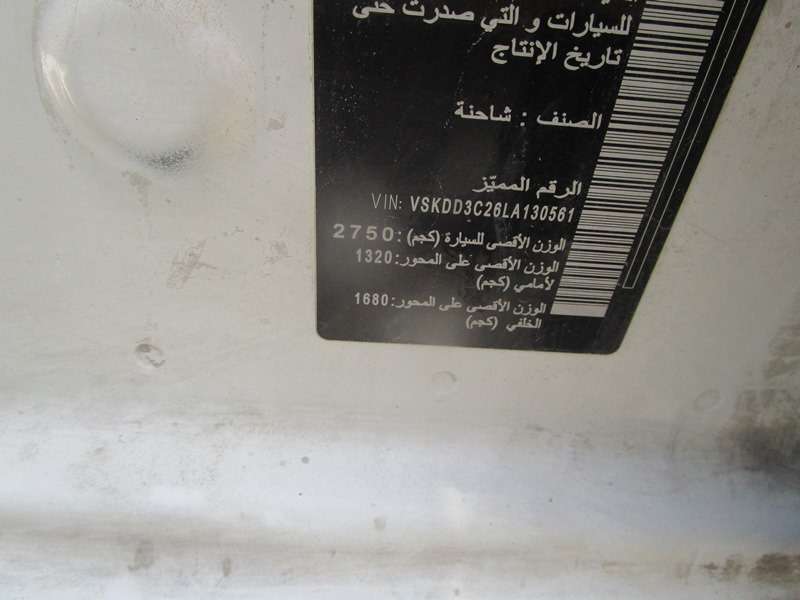 للسيارات و التي صدرت حتى
تاريخ الإنتاج
الصنف : شاحنة
الرقم المميّز
VIN: VSKDD3C26LA130561
الوزن الأقصى للسيارة (كجم): 2750
الوزن الأقصى على المحور: 1320
لأمامي (كجم)
الوزن الأقصى على المحور: 1680
الخلفي (كجم)